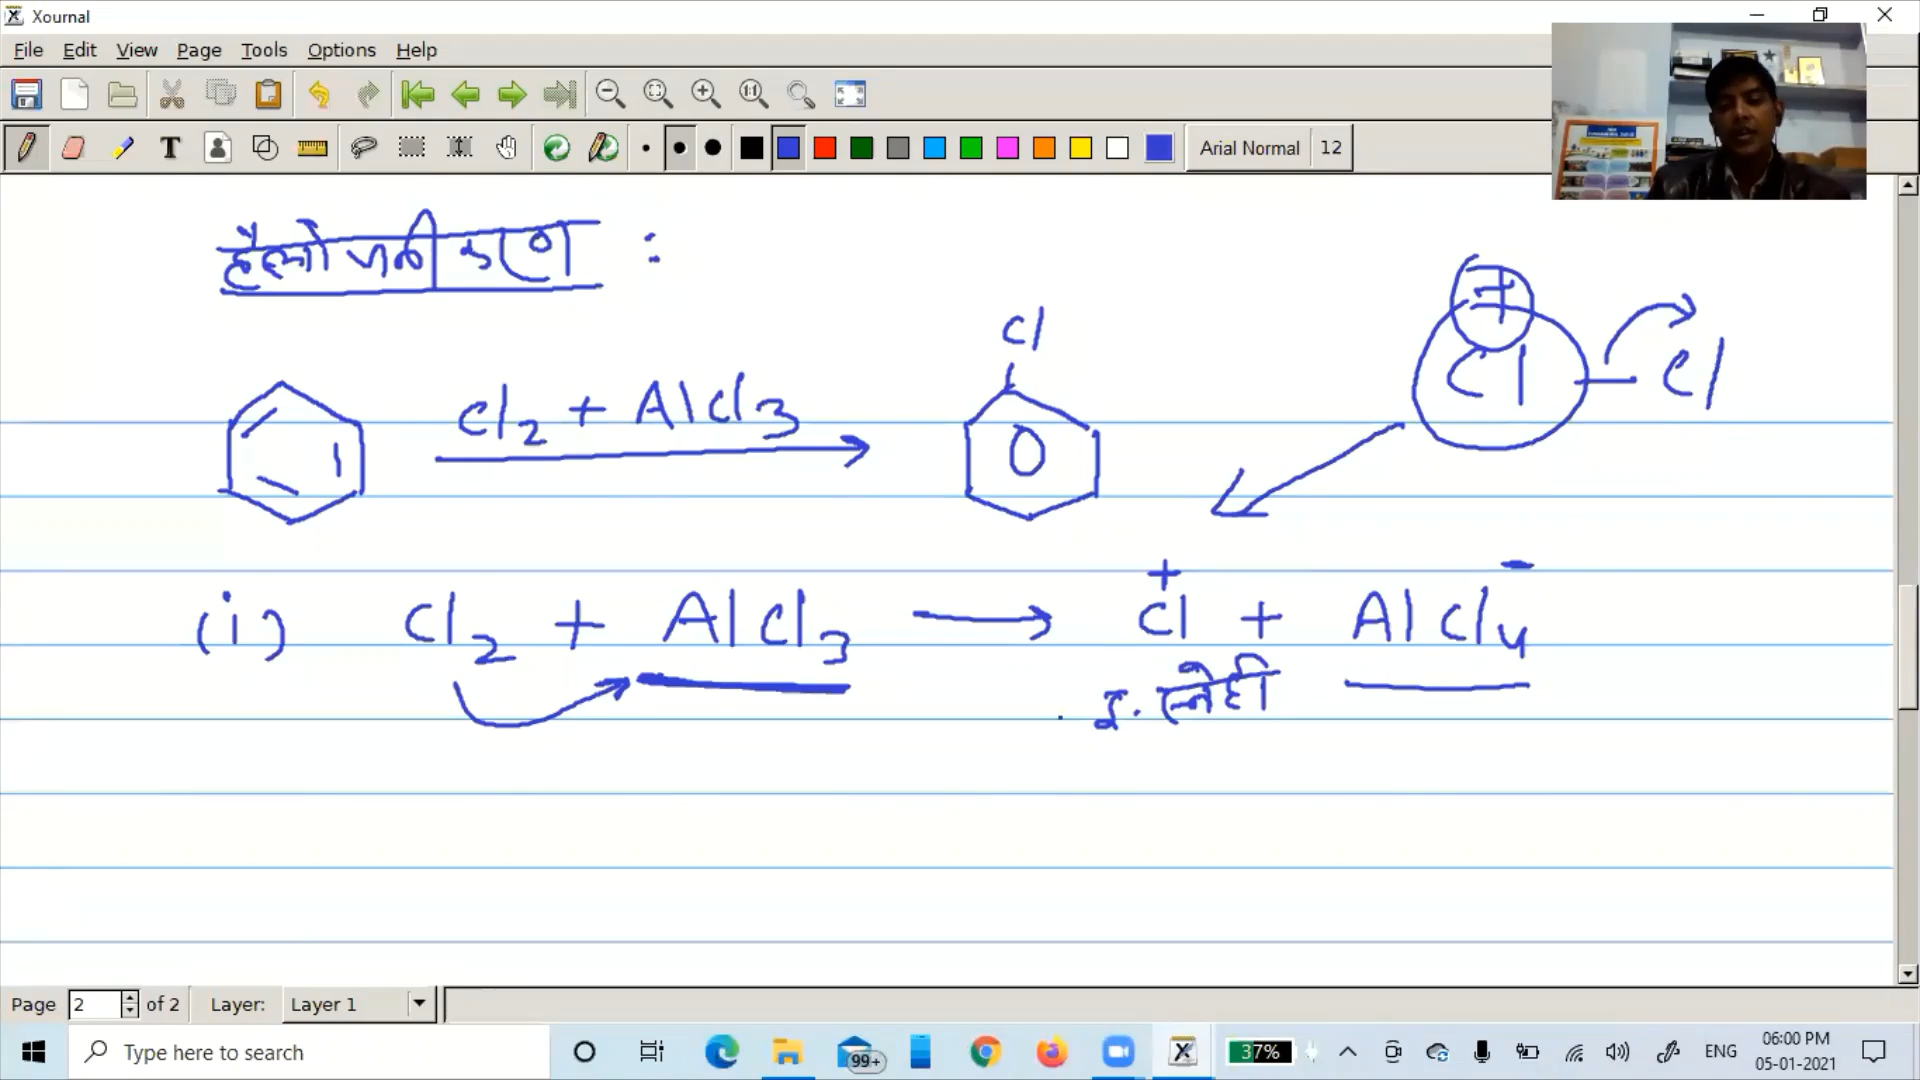 Xournal
File Edit View Page Tools Options Help
Arial Normal 12
हैलोजनीकरण :
Cl
+
Cl - Cl
Cl2 + AlCl3
(i) Cl2 + AlCl3 → Cl+ + AlCl4-
इ. स्नेही
Page 2 of 2 Layer: Layer 1
Type here to search
99+
37%
ENG
06:00 PM
05-01-2021